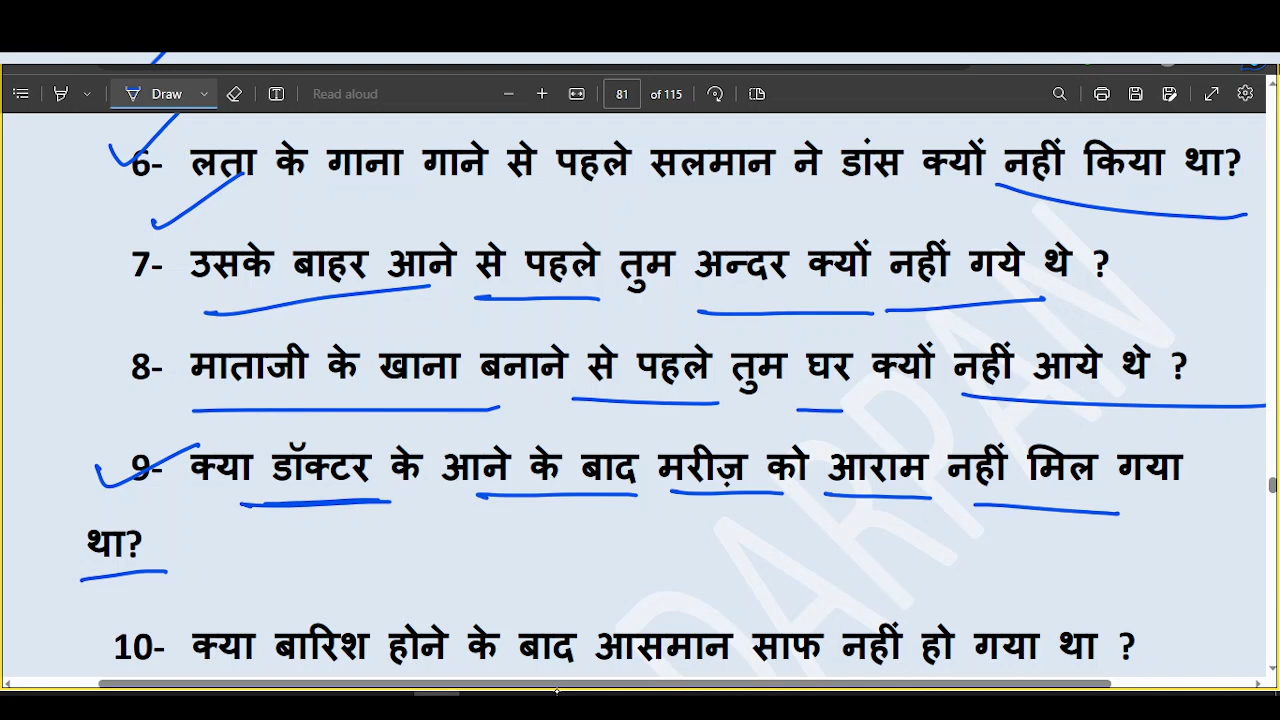 Draw
Read aloud
81 of 115
6- लता के गाना गाने से पहले सलमान ने डांस क्यों नहीं किया था?
7- उसके बाहर आने से पहले तुम अन्दर क्यों नहीं गये थे ?
8- माताजी के खाना बनाने से पहले तुम घर क्यों नहीं आये थे ?
9- क्या डॉक्टर के आने के बाद मरीज़ को आराम नहीं मिल गया
था?
10- क्या बारिश होने के बाद आसमान साफ नहीं हो गया था ?
DARPAN